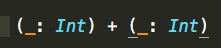 (_: Int) + (_: Int)